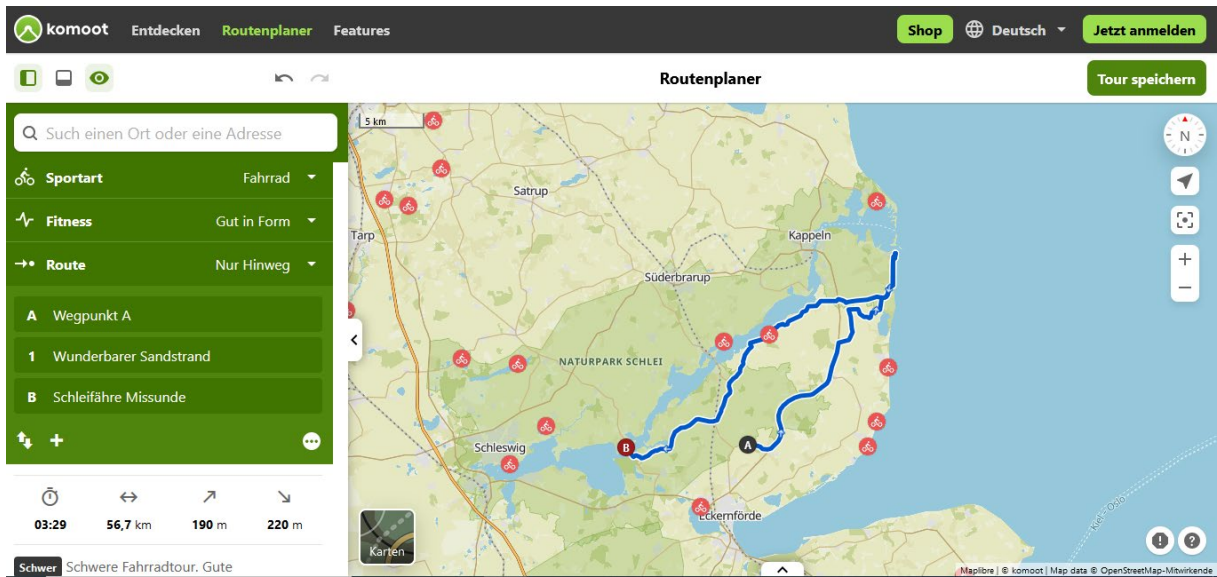 komoot Entdecken Routenplaner Features Shop Deutsch Jetzt anmelden
Routenplaner Tour speichern
Such einen Ort oder eine Adresse
Sportart Fahrrad
Fitness Gut in Form
Route Nur Hinweg
A Wegpunkt A
1 Wunderbarer Sandstrand
B Schleifähre Missunde
03:29 56,7 km 190 m 220 m
Schwer Schwere Fahrradtour. Gute
5 km
N
Satrup
Tarp
Kappeln
Süderbrarup
NATURPARK SCHLEI
Schleswig
B
A
Eckernförde
Kiel - Oslo
Karten
Maplibre | © komoot | Map data © OpenStreetMap-Mitwirkende